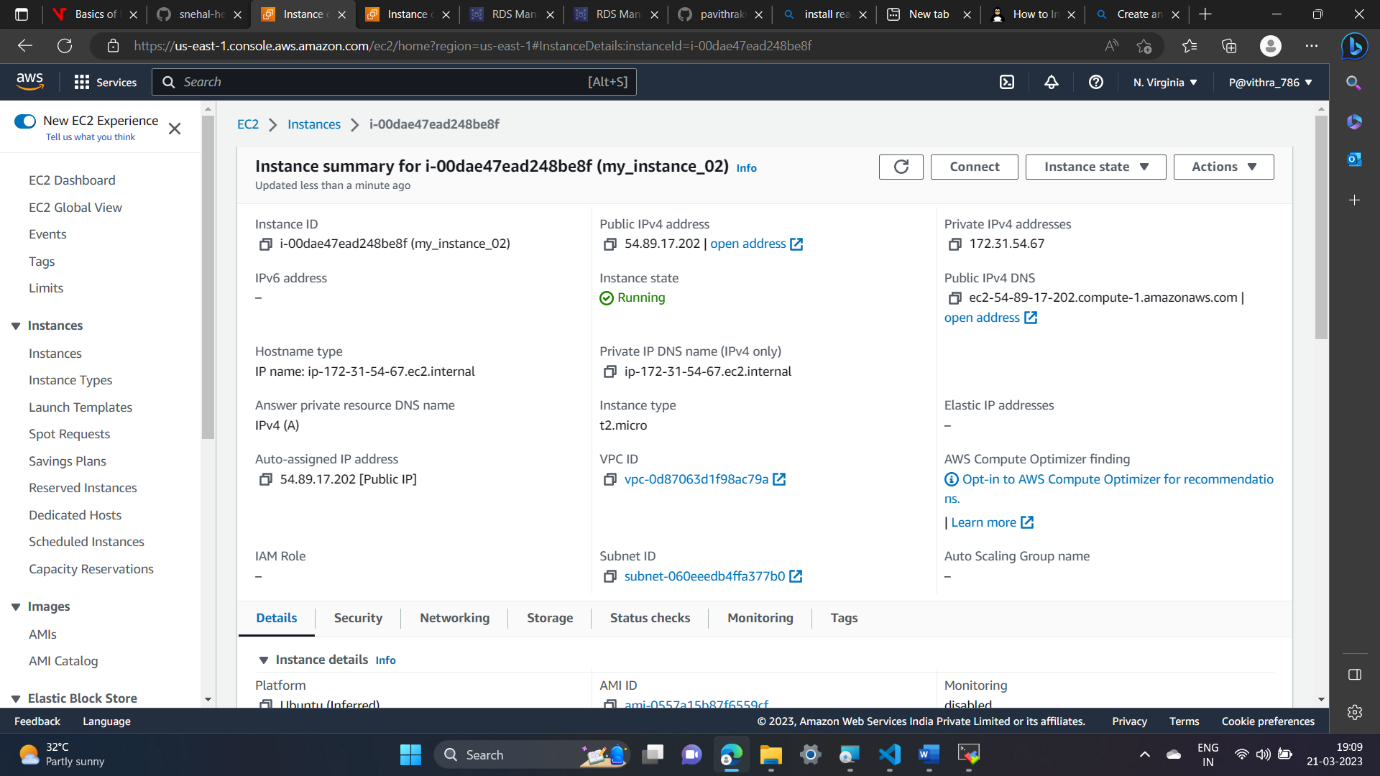 Basics of
snehal-he
Instance
Instance
RDS Man
RDS Man
pavithrak
install rea
New tab
How to In
Create an
https://us-east-1.console.aws.amazon.com/ec2/home?region=us-east-1#InstanceDetails:instanceId=i-00dae47ead248be8f
aws
Services
Search
[Alt+S]
N. Virginia
P@vithra_786
New EC2 Experience
Tell us what you think
EC2 Dashboard
EC2 Global View
Events
Tags
Limits
Instances
Instances
Instance Types
Launch Templates
Spot Requests
Savings Plans
Reserved Instances
Dedicated Hosts
Scheduled Instances
Capacity Reservations
Images
AMIs
AMI Catalog
Elastic Block Store
EC2 > Instances > i-00dae47ead248be8f
Instance summary for i-00dae47ead248be8f (my_instance_02) Info
Updated less than a minute ago
Connect
Instance state
Actions
Instance ID
i-00dae47ead248be8f (my_instance_02)
Public IPv4 address
54.89.17.202 | open address
Private IPv4 addresses
172.31.54.67
IPv6 address
–
Instance state
Running
Public IPv4 DNS
ec2-54-89-17-202.compute-1.amazonaws.com |
open address
Hostname type
IP name: ip-172-31-54-67.ec2.internal
Private IP DNS name (IPv4 only)
ip-172-31-54-67.ec2.internal
Answer private resource DNS name
IPv4 (A)
Instance type
t2.micro
Elastic IP addresses
–
Auto-assigned IP address
54.89.17.202 [Public IP]
VPC ID
vpc-0d87063d1f98ac79a
AWS Compute Optimizer finding
Opt-in to AWS Compute Optimizer for recommendatio
ns.
| Learn more
IAM Role
–
Subnet ID
subnet-060eeedb4ffa377b0
Auto Scaling Group name
–
Details
Security
Networking
Storage
Status checks
Monitoring
Tags
Instance details Info
Platform
Ubuntu (Inferred)
AMI ID
ami-0557a15b87f6559cf
Monitoring
disabled
Feedback
Language
© 2023, Amazon Web Services India Private Limited or its affiliates.
Privacy
Terms
Cookie preferences
32°C
Partly sunny
Search
ENG
IN
19:09
21-03-2023